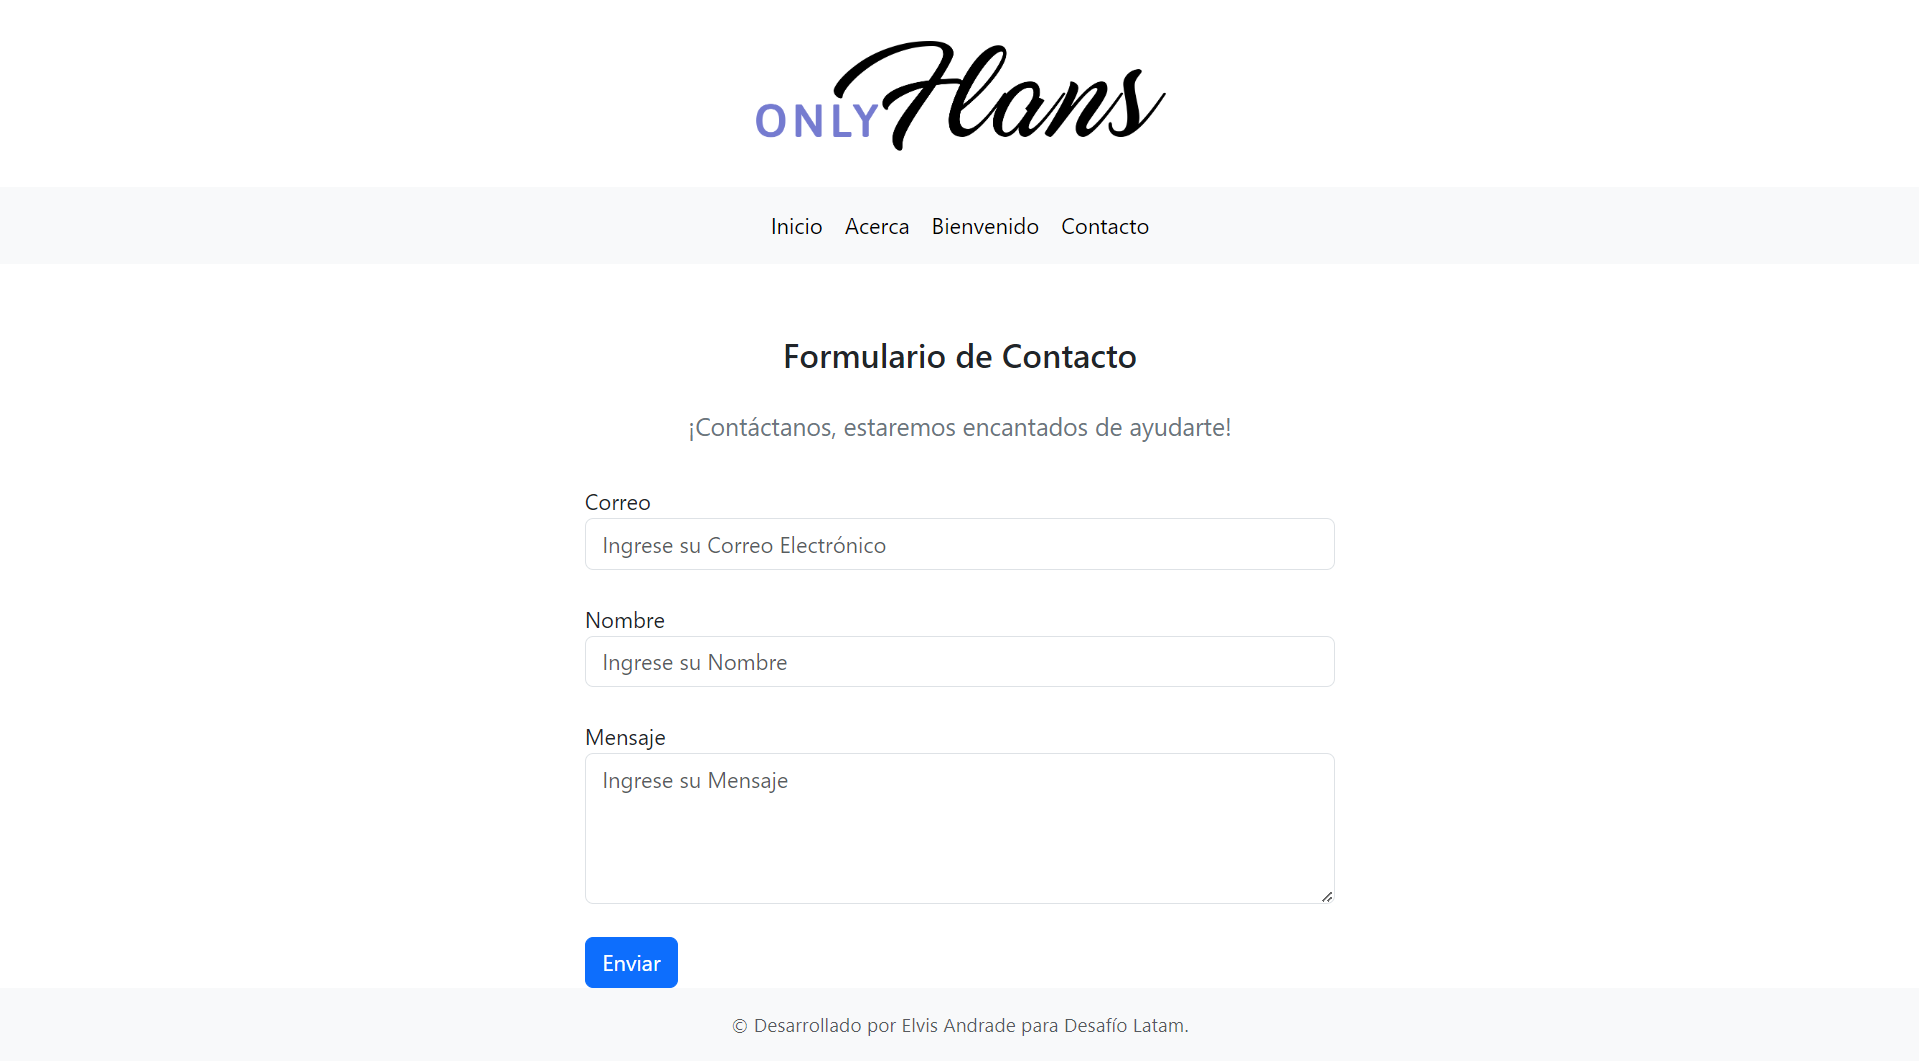 ONLY Flans
Inicio Acerca Bienvenido Contacto
Formulario de Contacto
¡Contáctanos, estaremos encantados de ayudarte!
Correo
Ingrese su Correo Electrónico
Nombre
Ingrese su Nombre
Mensaje
Ingrese su Mensaje
Enviar
© Desarrollado por Elvis Andrade para Desafío Latam.